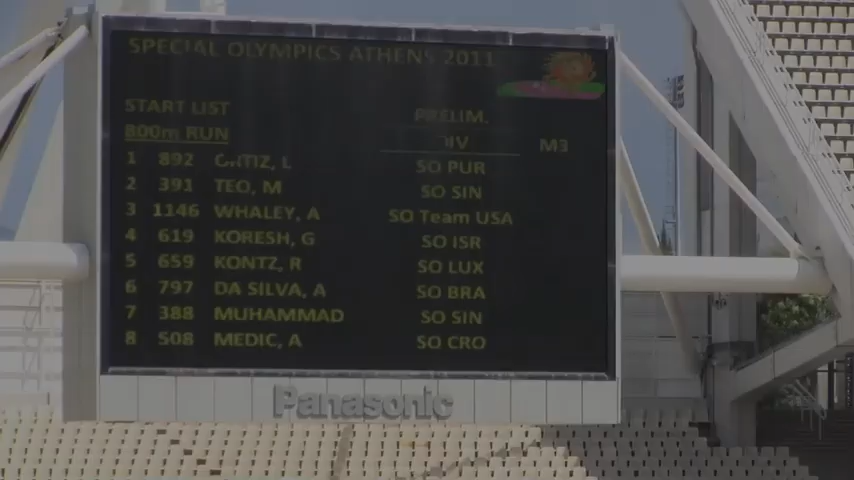 SPECIAL OLYMPICS ATHENS 2011
START LIST PRELIM.
800m RUN DIV M3
1 892 ORTIZ, L SO PUR
2 391 TEO, M SO SIN
3 1146 WHALEY, A SO Team USA
4 619 KORESH, G SO ISR
5 659 KONTZ, R SO LUX
6 797 DA SILVA, A SO BRA
7 388 MUHAMMAD SO SIN
8 508 MEDIC, A SO CRO
Panasonic